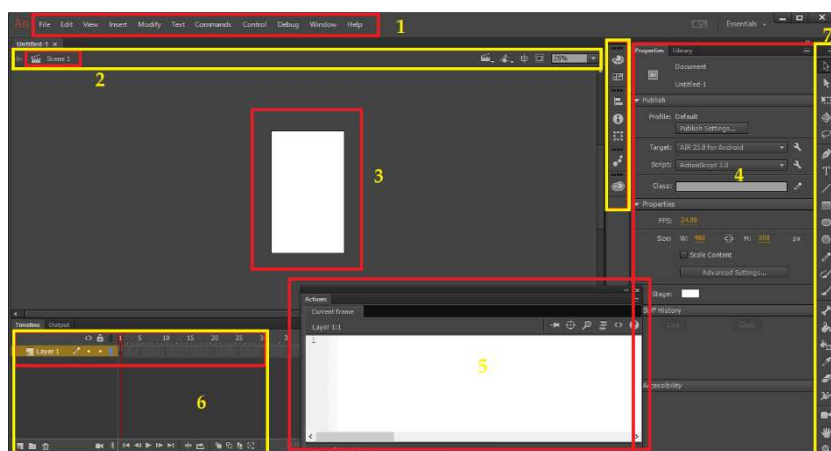 An File Edit View Insert Modify Text Commands Control Debug Window Help 1 Essentials
7
Untitled-1 ×
Scene 1 25%
2
3
Properties Library
Document
Untitled-1
Publish
Profile: Default
Publish Settings...
Target: AIR 23.0 for Android
Script: ActionScript 3.0
4
Class:
Properties
FPS: 24.00
Size: W: 480 H: 800 px
Scale Content
Advanced Settings...
Stage:
SWF History
Log Clear
Accessibility
Actions
Current frame
Layer 1:1
1
5
Timeline Output
1 5 10 15 20 25 3
Layer 1
6